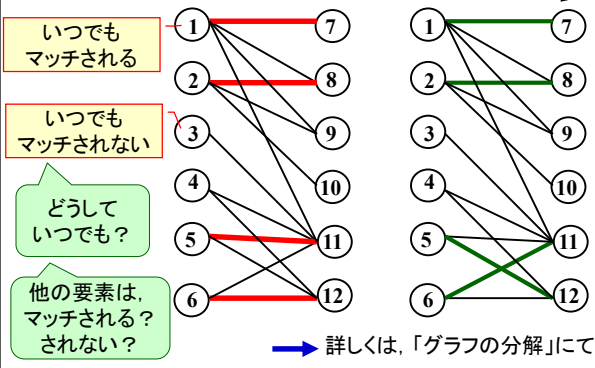 いつでも
マッチされる
いつでも
マッチされない
どうして
いつでも？
他の要素は，
マッチされる？
されない？
1
7
2
8
3
9
4
10
5
11
6
12
1
7
2
8
3
9
4
10
5
11
6
12
詳しくは，「グラフの分解」にて